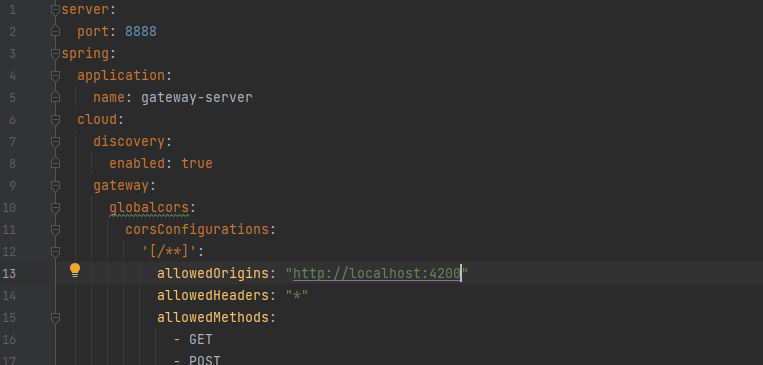 1 server:
2   port: 8888
3 spring:
4   application:
5     name: gateway-server
6   cloud:
7     discovery:
8       enabled: true
9     gateway:
10       globalcors:
11         corsConfigurations:
12           '[/**]':
13             allowedOrigins: "http://localhost:4200"
14             allowedHeaders: "*"
15             allowedMethods:
16               - GET
17               - POST